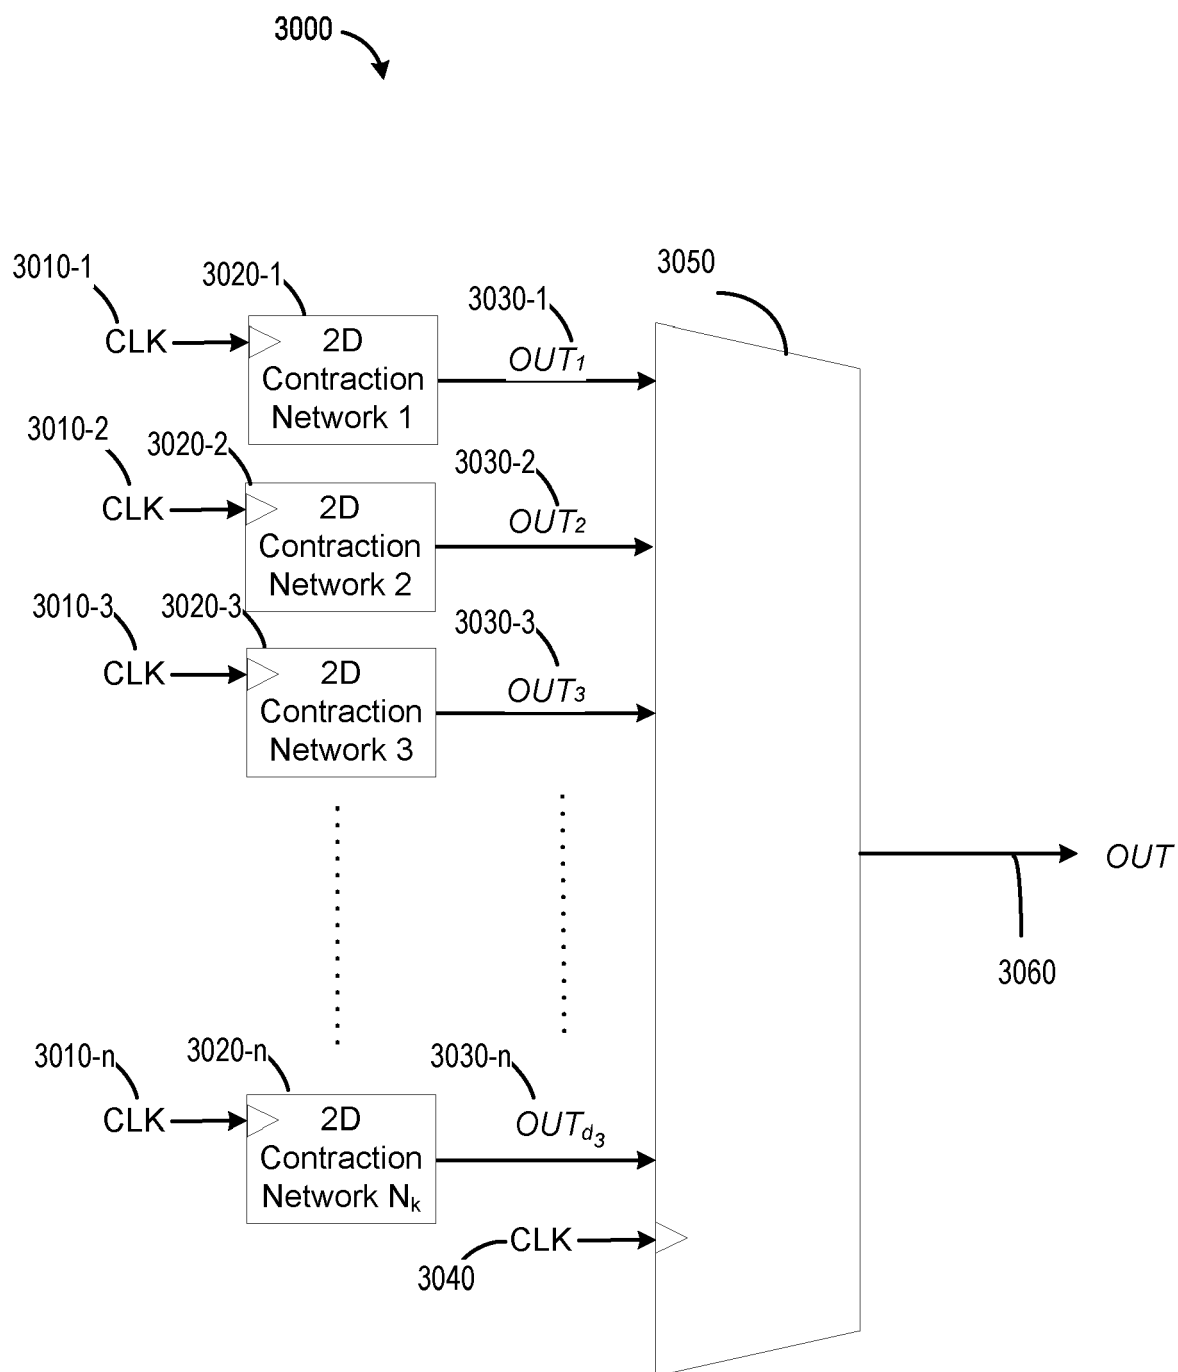 3000
3050
3010-1
3020-1
3030-1
CLK
2D
Contraction
Network 1
OUT₁
3010-2
3020-2
3030-2
CLK
2D
Contraction
Network 2
OUT₂
3010-3
3020-3
3030-3
CLK
2D
Contraction
Network 3
OUT₃
OUT
3060
3010-n
3020-n
3030-n
CLK
2D
Contraction
Network Nₖ
OUTd₃
CLK
3040